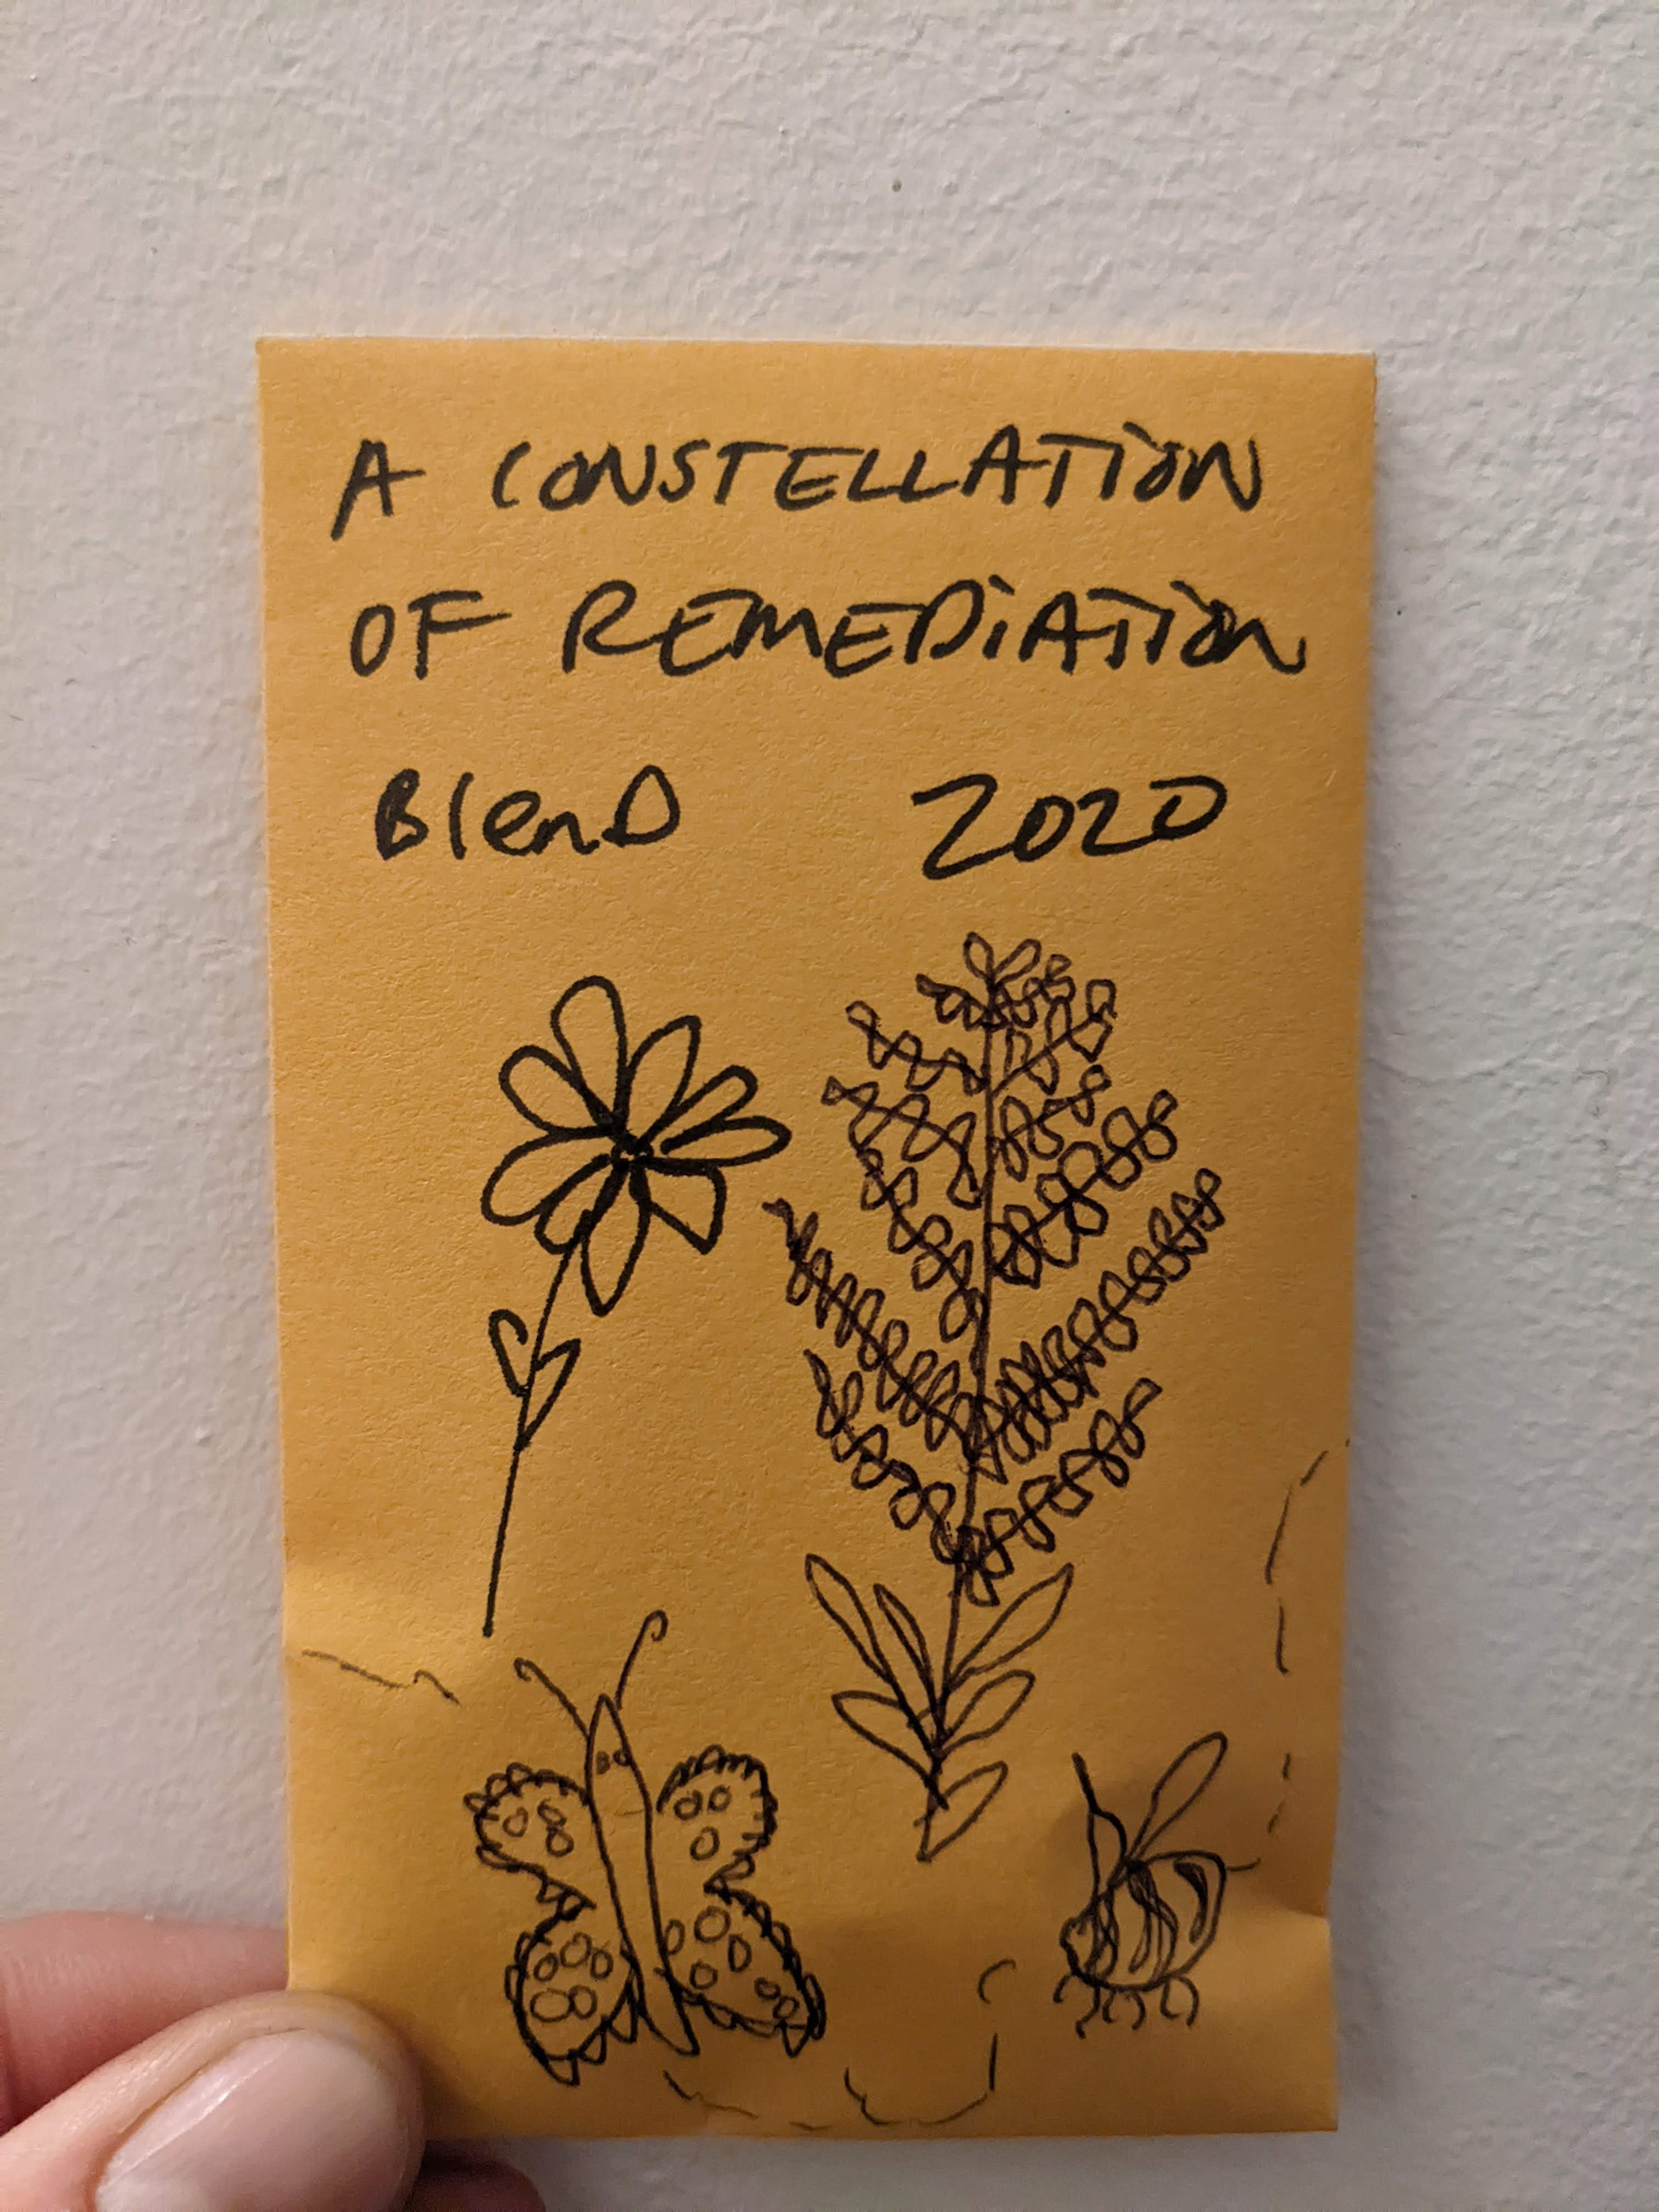 A CONSTELLATION
OF REMEDIATION
BlenD 2020